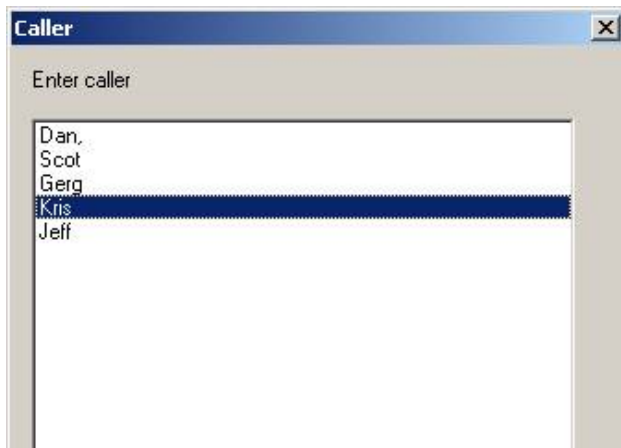 Caller
Enter caller
Dan,
Scot
Gerg
Kris
Jeff